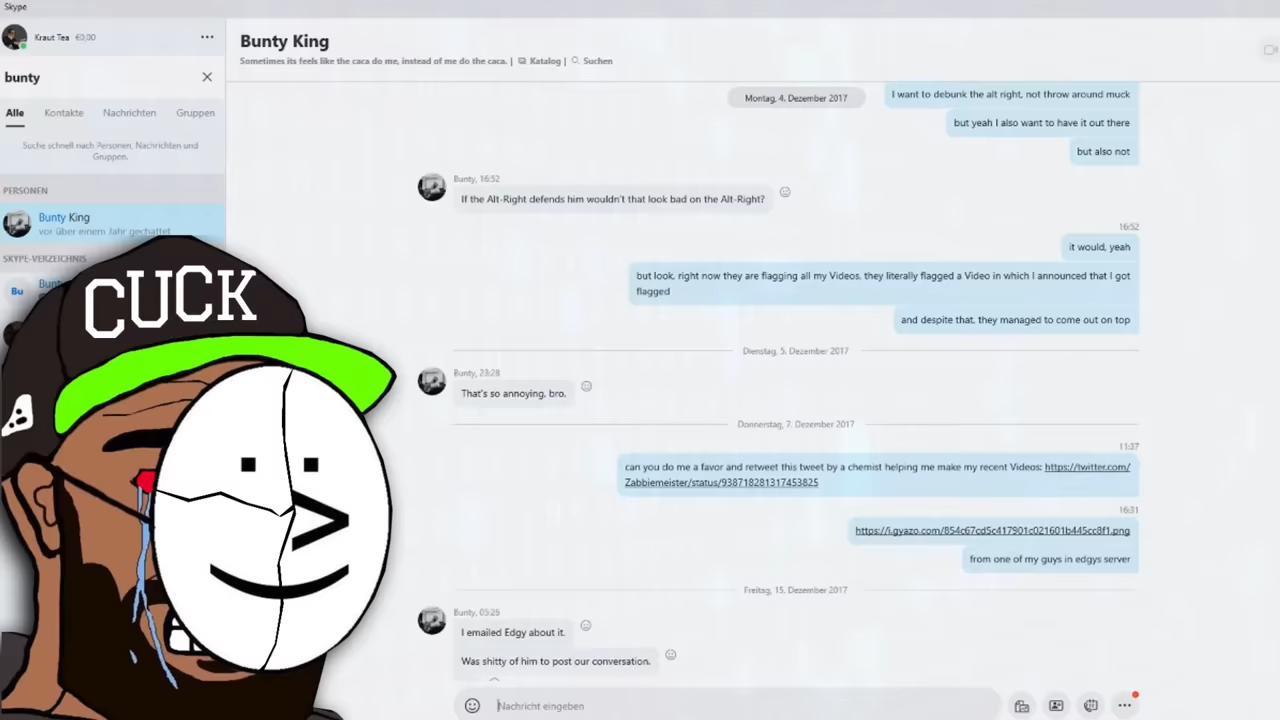 Skype
Kraut Tea €0,00
bunty
Alle Kontakte Nachrichten Gruppen
Suche schnell nach Personen, Nachrichten und
Gruppen.
PERSONEN
Bunty King
vor über einem Jahr gechattet
SKYPE-VERZEICHNIS
Bu
Bunty
CUCK
Bunty King
Sometimes its feels like the caca do me, instead of me do the caca. | Katalog | Suchen
Montag, 4. Dezember 2017
I want to debunk the alt right, not throw around muck
but yeah I also want to have it out there
but also not
Bunty, 16:52
If the Alt-Right defends him wouldn't that look bad on the Alt-Right?
16:52
it would, yeah
but look, right now they are flagging all my Videos, they literally flagged a Video in which I announced that I got
flagged
and despite that, they managed to come out on top
Dienstag, 5. Dezember 2017
Bunty, 23:28
That's so annoying, bro.
Donnerstag, 7. Dezember 2017
11:37
can you do me a favor and retweet this tweet by a chemist helping me make my recent Videos: https://twitter.com/
Zabbiemeister/status/938718281317453825
16:31
https://i.gyazo.com/854c67cd5c417901c021601b445cc8f1.png
from one of my guys in edgys server
Freitag, 15. Dezember 2017
Bunty, 05:26
I emailed Edgy about it.
Was shitty of him to post our conversation.
Nachricht eingeben